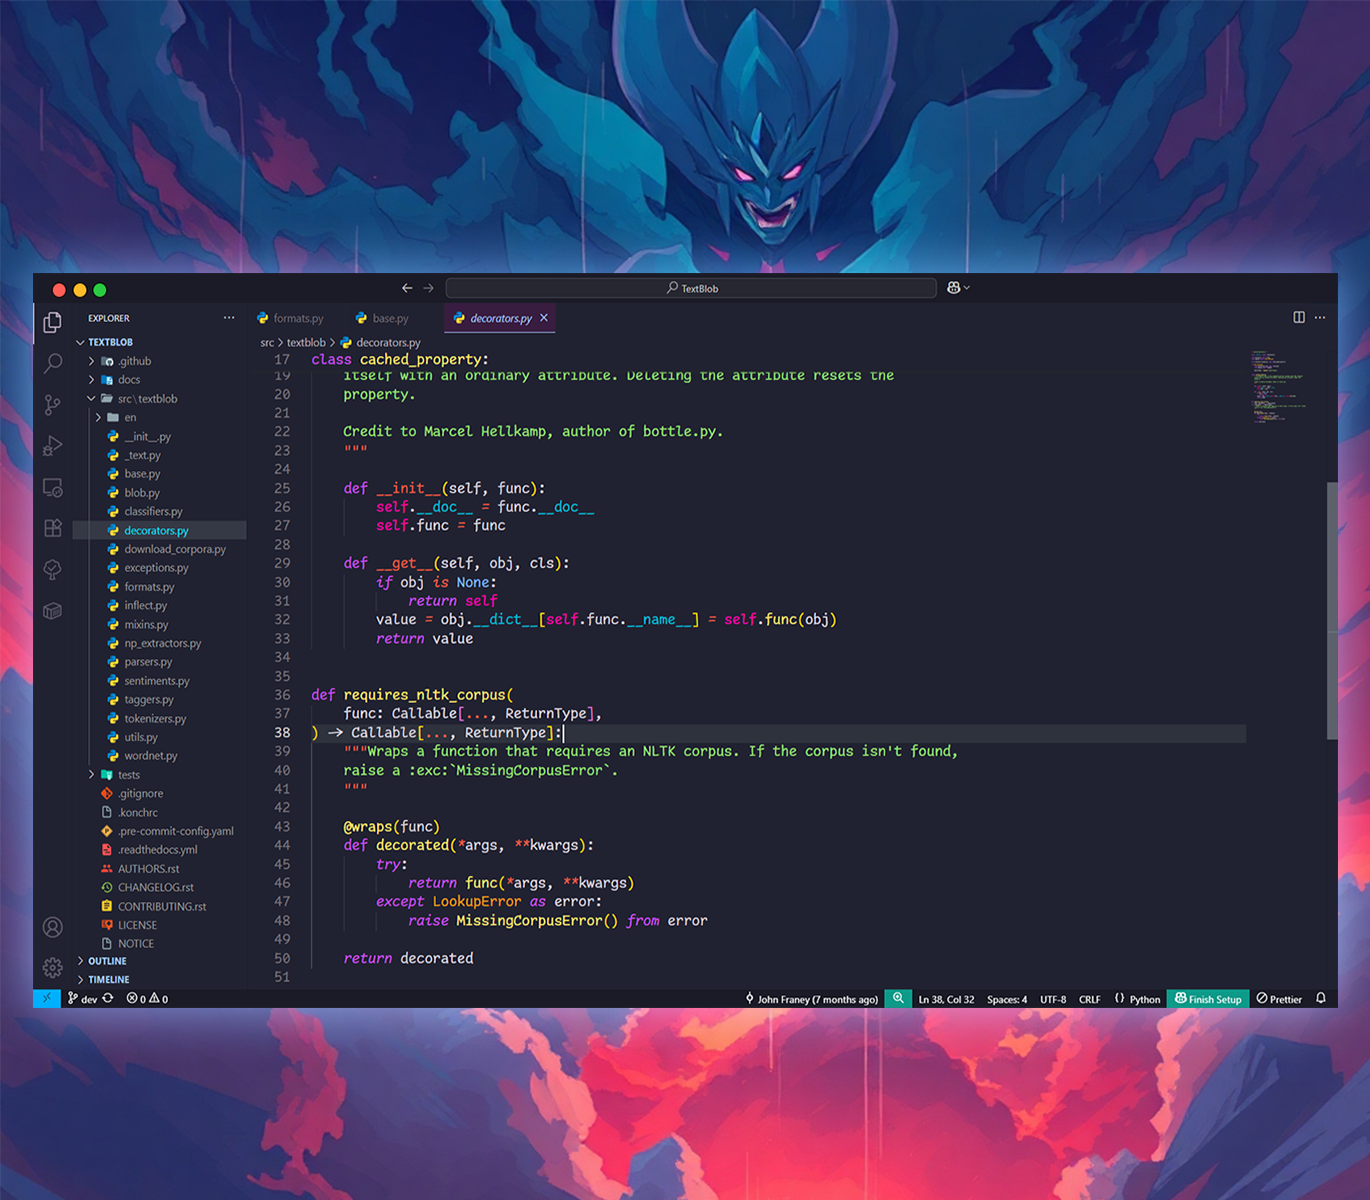 TextBlob
EXPLORER ···
formats.py base.py decorators.py ×
src > textblob > decorators.py
TEXTBLOB
.github
docs
src \ textblob
en
__init__.py
_text.py
base.py
blob.py
classifiers.py
decorators.py
download_corpora.py
exceptions.py
formats.py
inflect.py
mixins.py
np_extractors.py
parsers.py
sentiments.py
taggers.py
tokenizers.py
utils.py
wordnet.py
tests
.gitignore
.konchrc
.pre-commit-config.yaml
.readthedocs.yml
AUTHORS.rst
CHANGELOG.rst
CONTRIBUTING.rst
LICENSE
NOTICE
OUTLINE
TIMELINE
17 class cached_property:
19 itself with an ordinary attribute. Deleting the attribute resets the
20 property.
21
22 Credit to Marcel Hellkamp, author of bottle.py.
23 """
24
25 def __init__(self, func):
26 self.__doc__ = func.__doc__
27 self.func = func
28
29 def __get__(self, obj, cls):
30 if obj is None:
31 return self
32 value = obj.__dict__[self.func.__name__] = self.func(obj)
33 return value
34
35
36 def requires_nltk_corpus(
37 func: Callable[..., ReturnType],
38 ) -> Callable[..., ReturnType]:
39 """Wraps a function that requires an NLTK corpus. If the corpus isn't found,
40 raise a :exc:`MissingCorpusError`.
41 """
42
43 @wraps(func)
44 def decorated(*args, **kwargs):
45 try:
46 return func(*args, **kwargs)
47 except LookupError as error:
48 raise MissingCorpusError() from error
49
50 return decorated
51
dev 0 0 John Franey (7 months ago) Ln 38, Col 32 Spaces: 4 UTF-8 CRLF {} Python Finish Setup Prettier